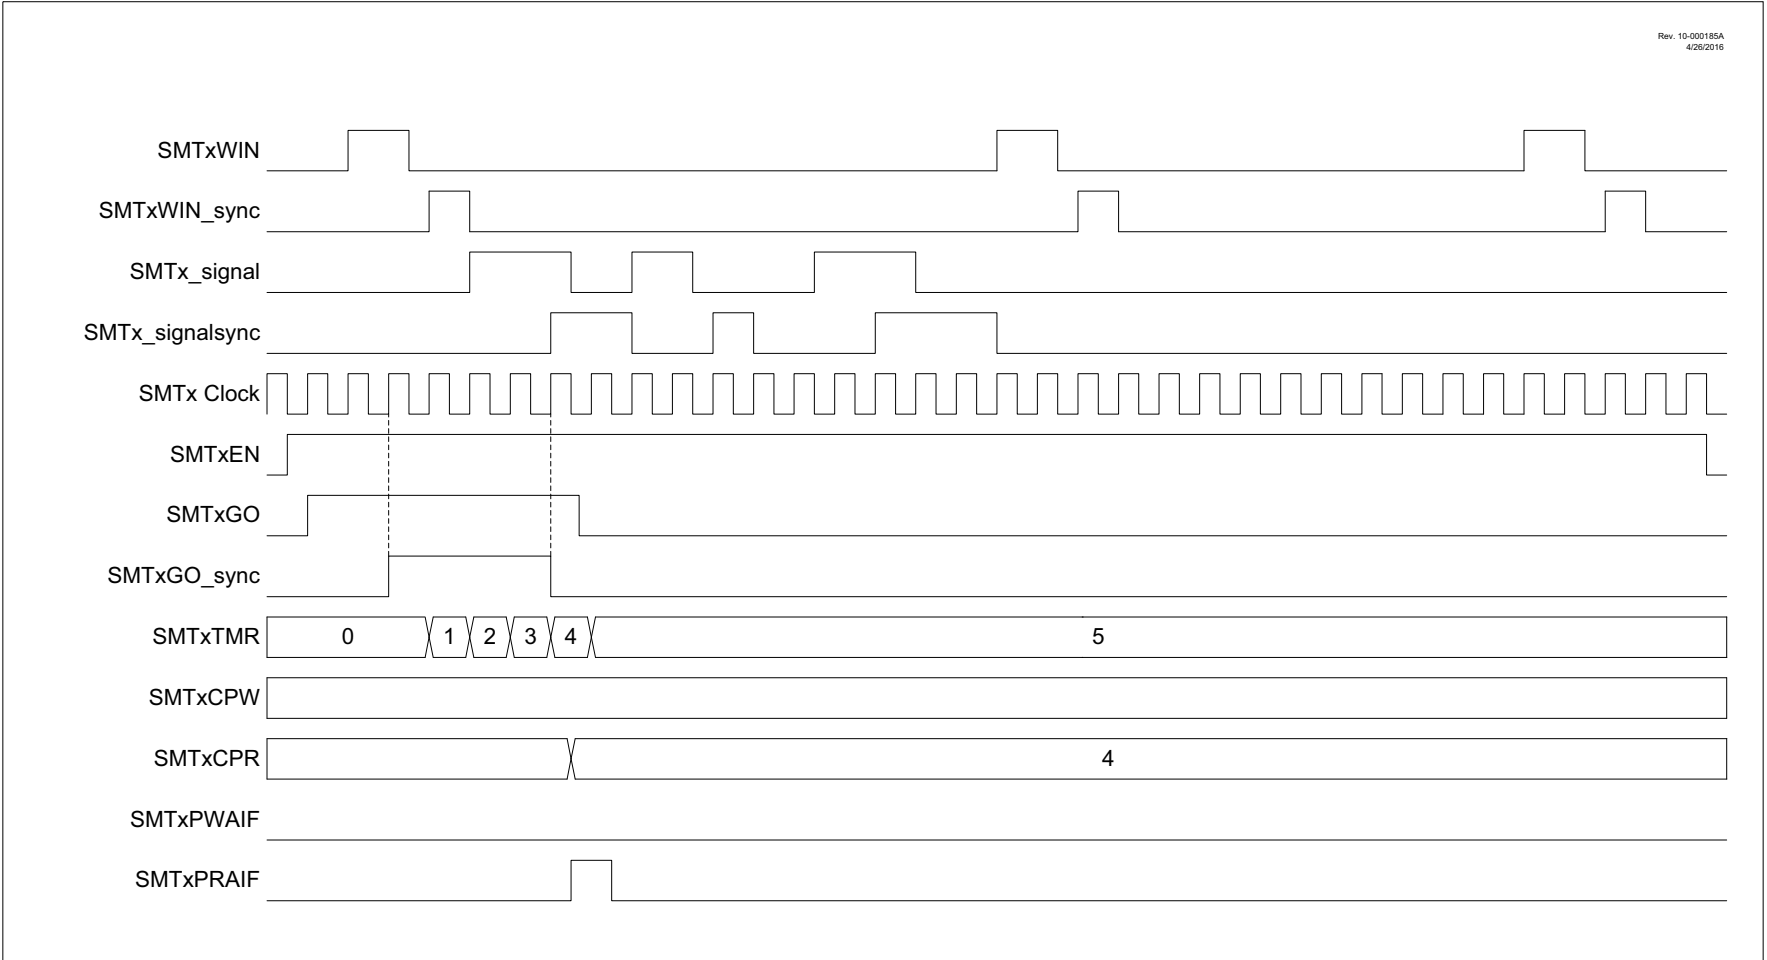 Rev. 10-000185A
4/26/2016
SMTxWIN
SMTxWIN_sync
SMTx_signal
SMTx_signalsync
SMTx Clock
SMTxEN
SMTxGO
SMTxGO_sync
SMTxTMR 0 1 2 3 4 5
SMTxCPW
SMTxCPR 4
SMTxPWAIF
SMTxPRAIF